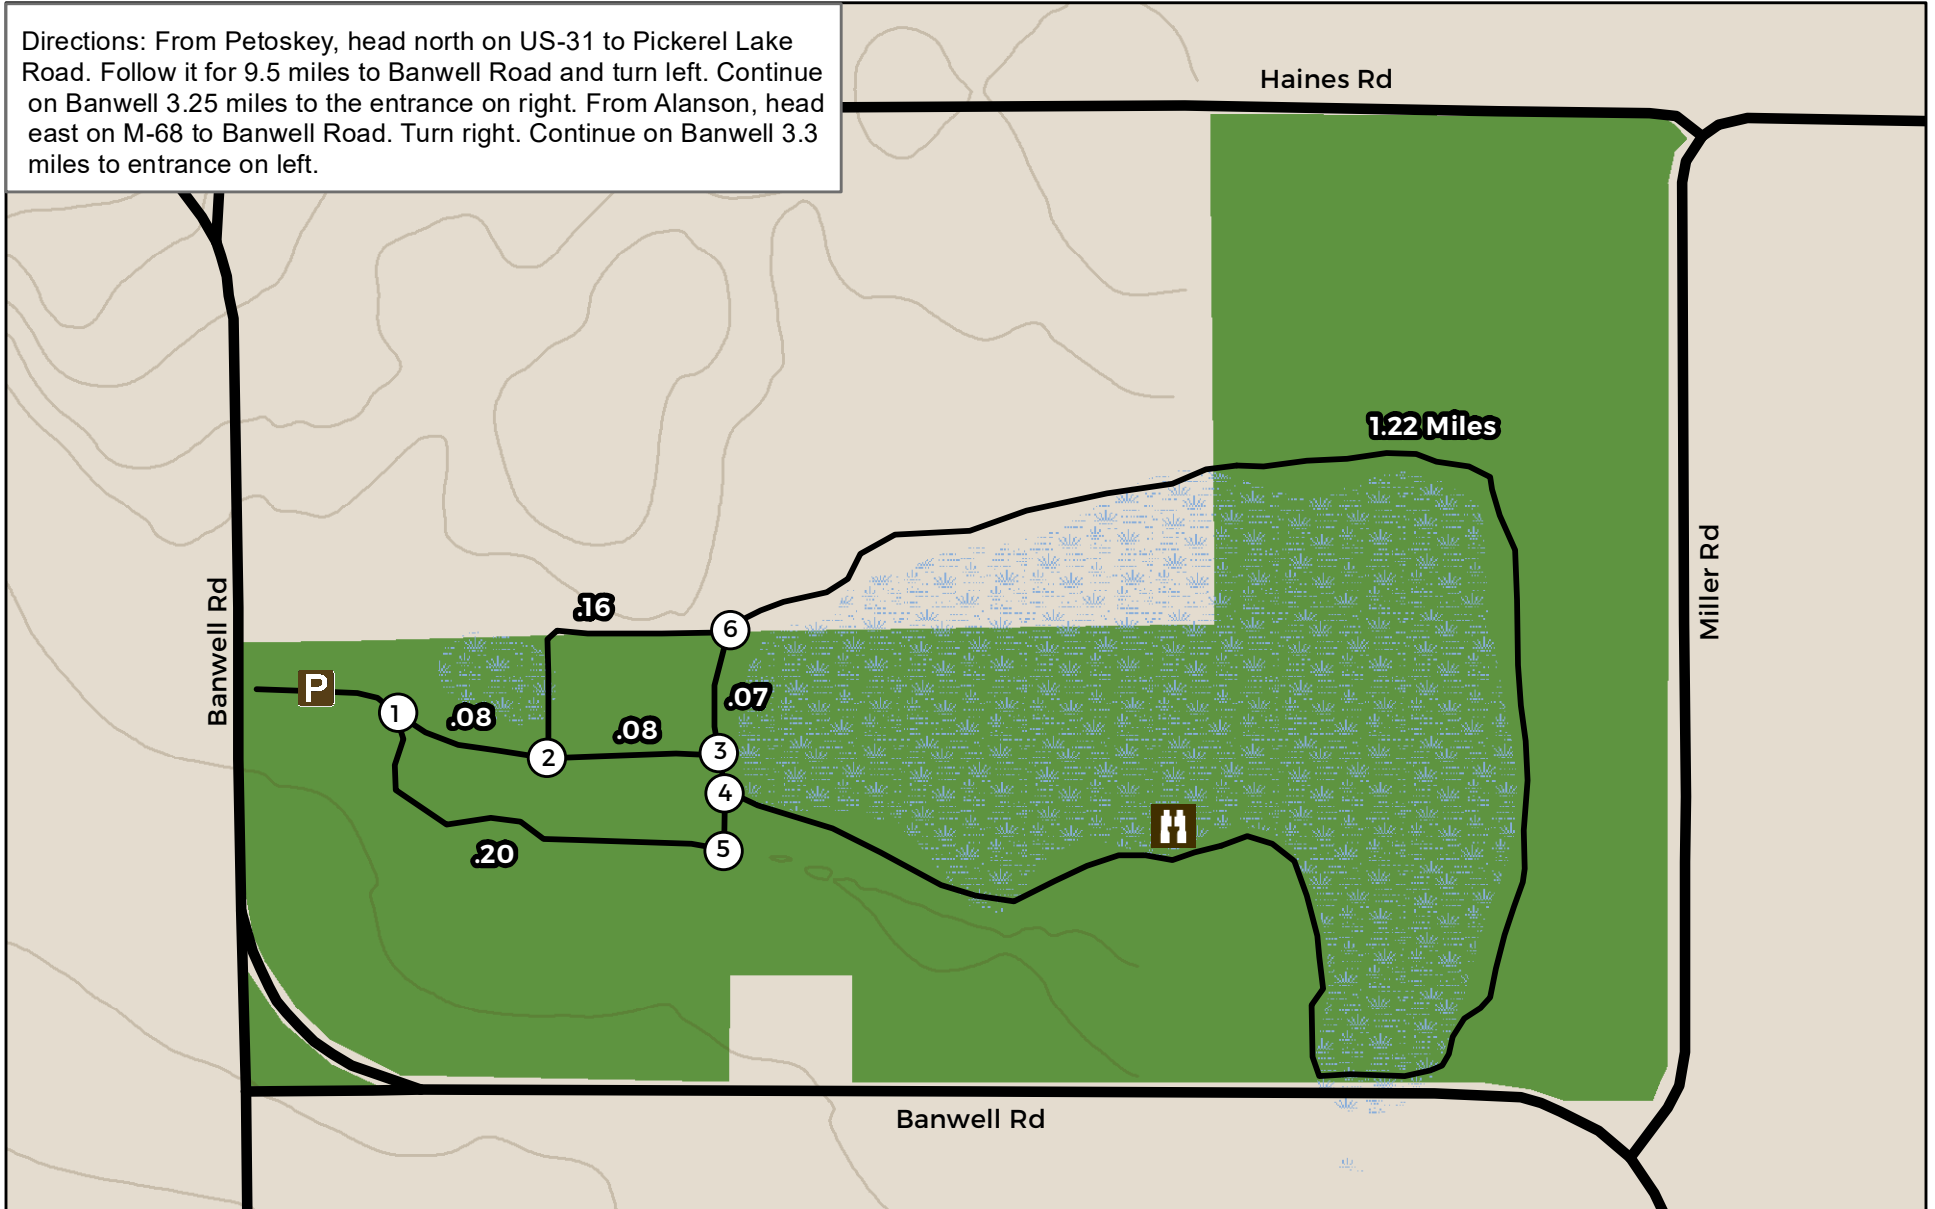 Directions: From Petoskey, head north on US-31 to Pickerel Lake
Road. Follow it for 9.5 miles to Banwell Road and turn left. Continue
on Banwell 3.25 miles to the entrance on right. From Alanson, head
east on M-68 to Banwell Road. Turn right. Continue on Banwell 3.3
miles to entrance on left.
Haines Rd
1.22 Miles
Banwell Rd
Miller Rd
.16
6
P
1
.08
.07
.08
2
3
4
.20
5
Banwell Rd